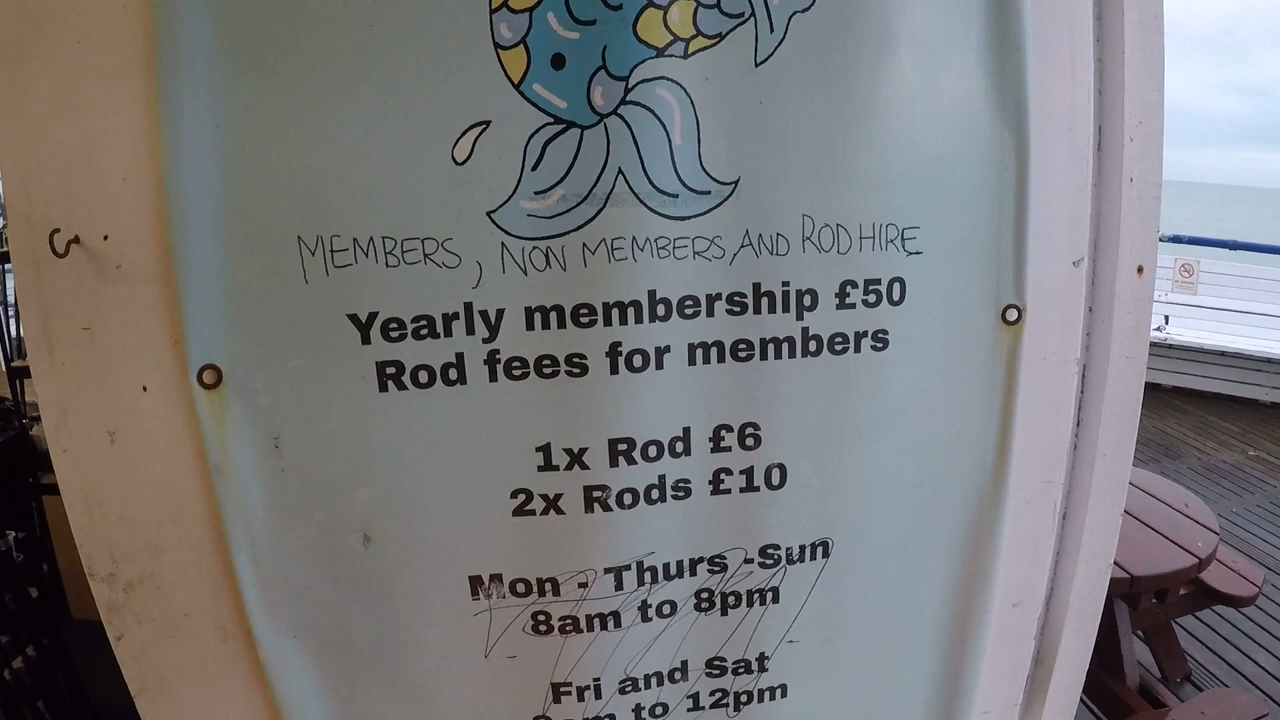 MEMBERS, NON MEMBERS AND ROD HIRE
Yearly membership £50
Rod fees for members
1x Rod £6
2x Rods £10
Mon - Thurs -Sun
8am to 8pm
Fri and Sat
to 12pm